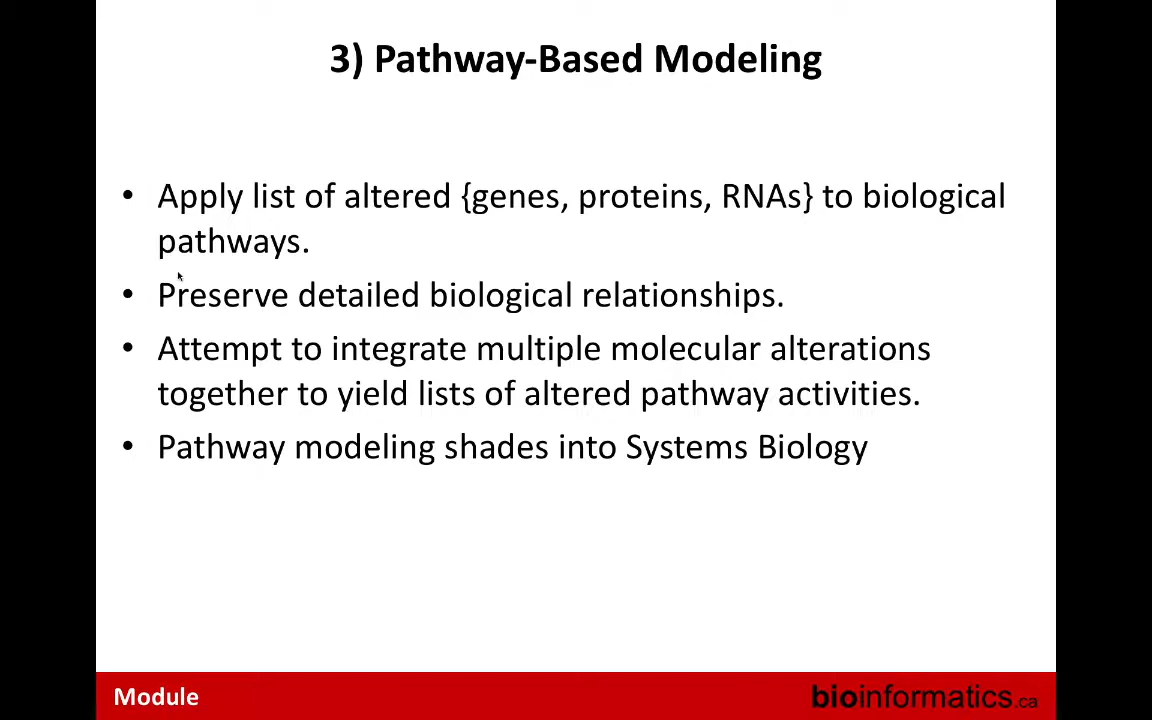 3) Pathway-Based Modeling
• Apply list of altered {genes, proteins, RNAs} to biological
pathways.
• Preserve detailed biological relationships.
• Attempt to integrate multiple molecular alterations
together to yield lists of altered pathway activities.
• Pathway modeling shades into Systems Biology
Module
bioinformatics.ca